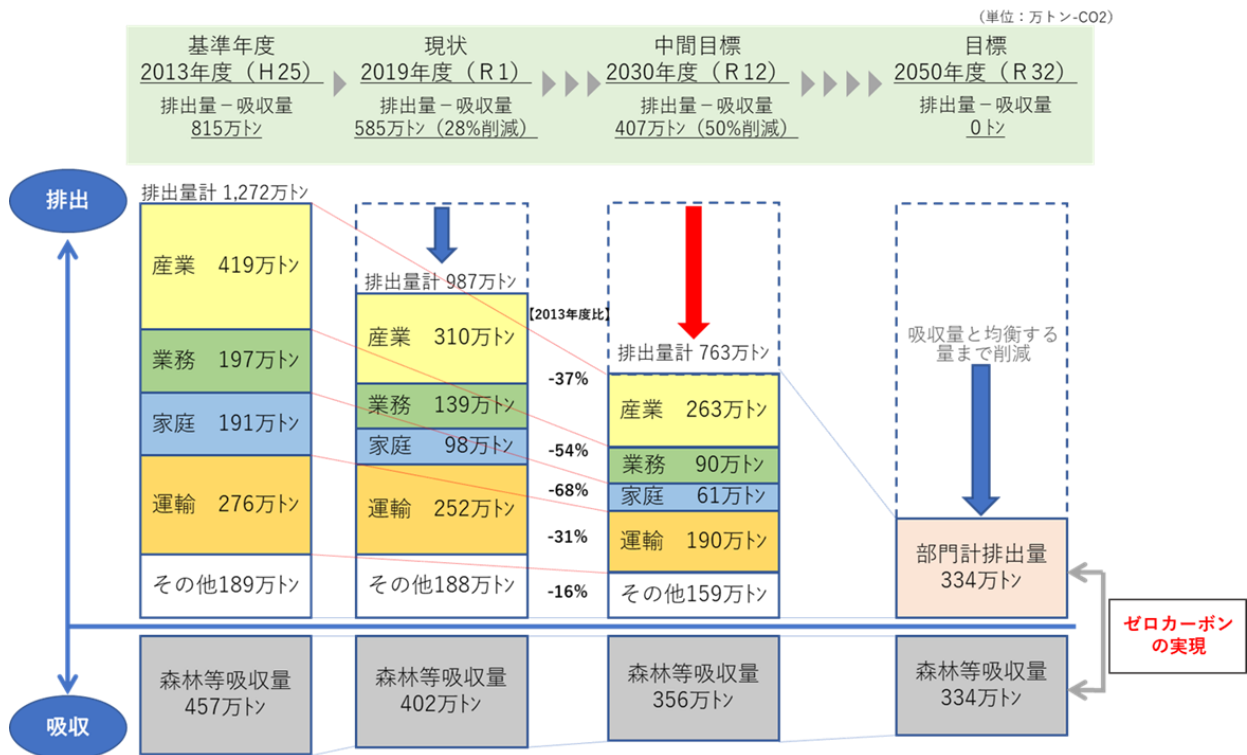 (単位：万トン-CO2)
基準年度
2013年度（H25）
排出量－吸収量
815万トン
現状
2019年度（R1）
排出量－吸収量
585万トン（28%削減）
中間目標
2030年度（R12）
排出量－吸収量
407万トン（50%削減）
目標
2050年度（R32）
排出量－吸収量
0トン
排出
排出量計 1,272万トン
産業 419万トン
業務 197万トン
家庭 191万トン
運輸 276万トン
その他189万トン
排出量計 987万トン
産業 310万トン
業務 139万トン
家庭 98万トン
運輸 252万トン
その他188万トン
【2013年度比】
-37%
-54%
-68%
-31%
-16%
排出量計 763万トン
産業 263万トン
業務 90万トン
家庭 61万トン
運輸 190万トン
その他159万トン
吸収量と均衡する
量まで削減
部門計排出量
334万トン
ゼロカーボン
の実現
吸収
森林等吸収量
457万トン
森林等吸収量
402万トン
森林等吸収量
356万トン
森林等吸収量
334万トン